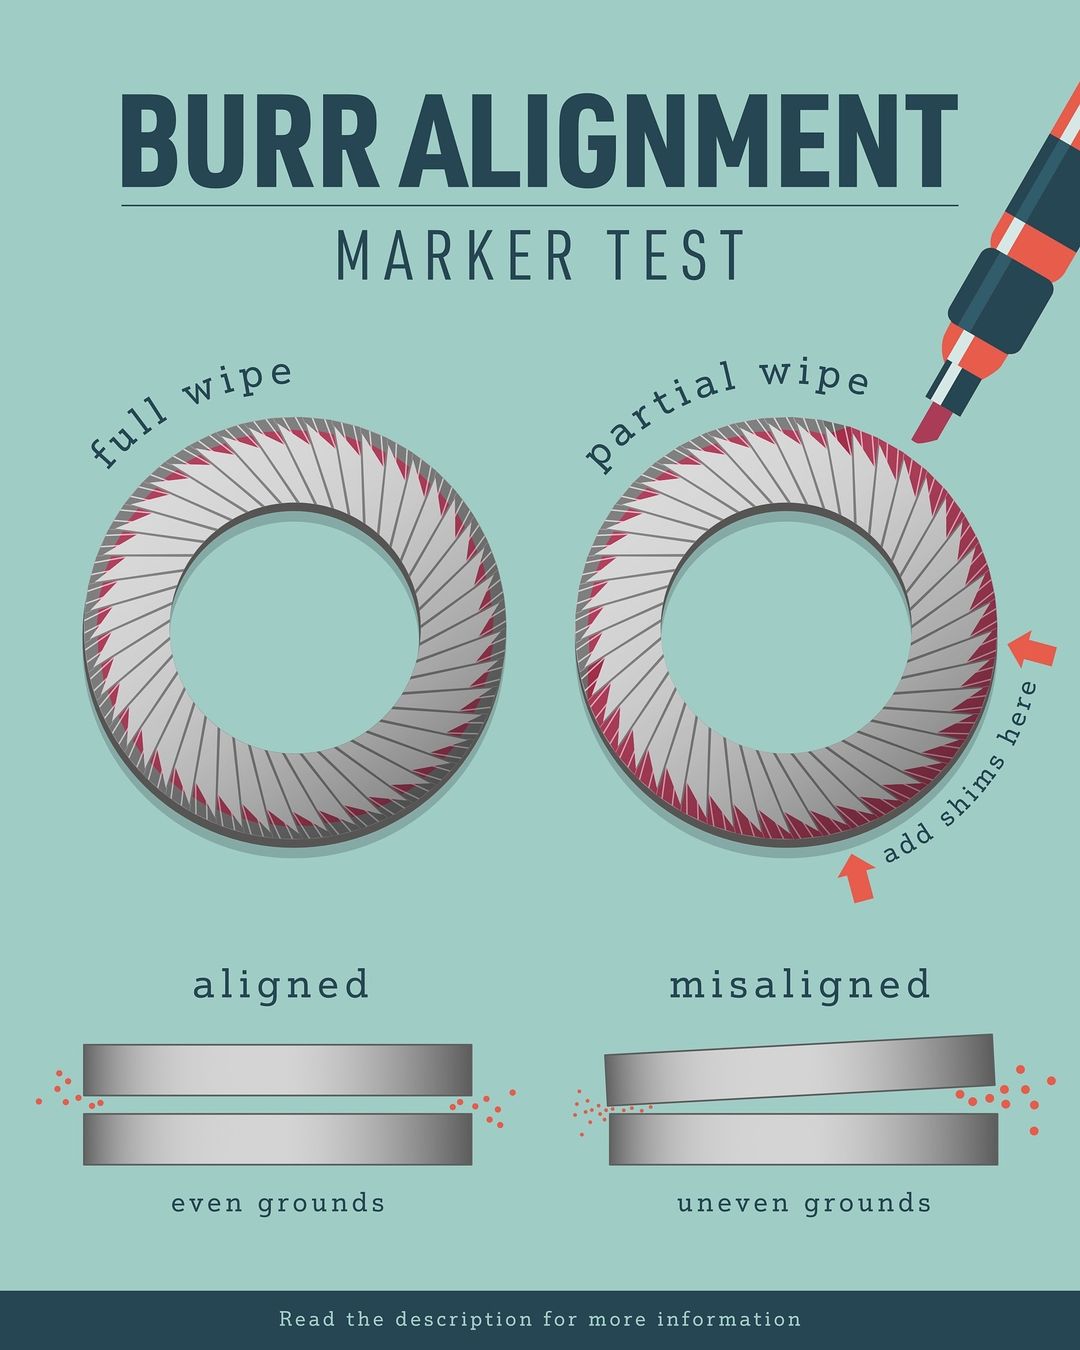 BURR ALIGNMENT
MARKER TEST
full wipe
partial wipe
add shims here
aligned
misaligned
even grounds
uneven grounds
Read the description for more information